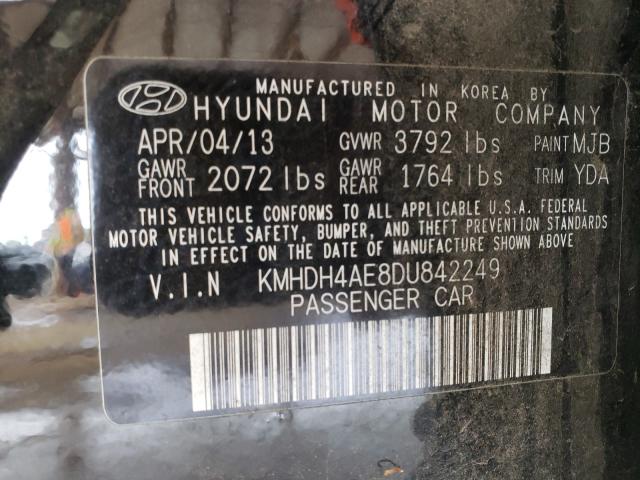 MANUFACTURED IN KOREA BY
HYUNDAI MOTOR COMPANY
APR/04/13 GVWR 3792 lbs PAINT MJB
GAWR FRONT 2072 lbs GAWR REAR 1764 lbs TRIM YDA
THIS VEHICLE CONFORMS TO ALL APPLICABLE U.S.A. FEDERAL
MOTOR VEHICLE SAFETY, BUMPER, AND THEFT PREVENTION STANDARDS
IN EFFECT ON THE DATE OF MANUFACTURE SHOWN ABOVE
V.I.N KMHDH4AE8DU842249
PASSENGER CAR